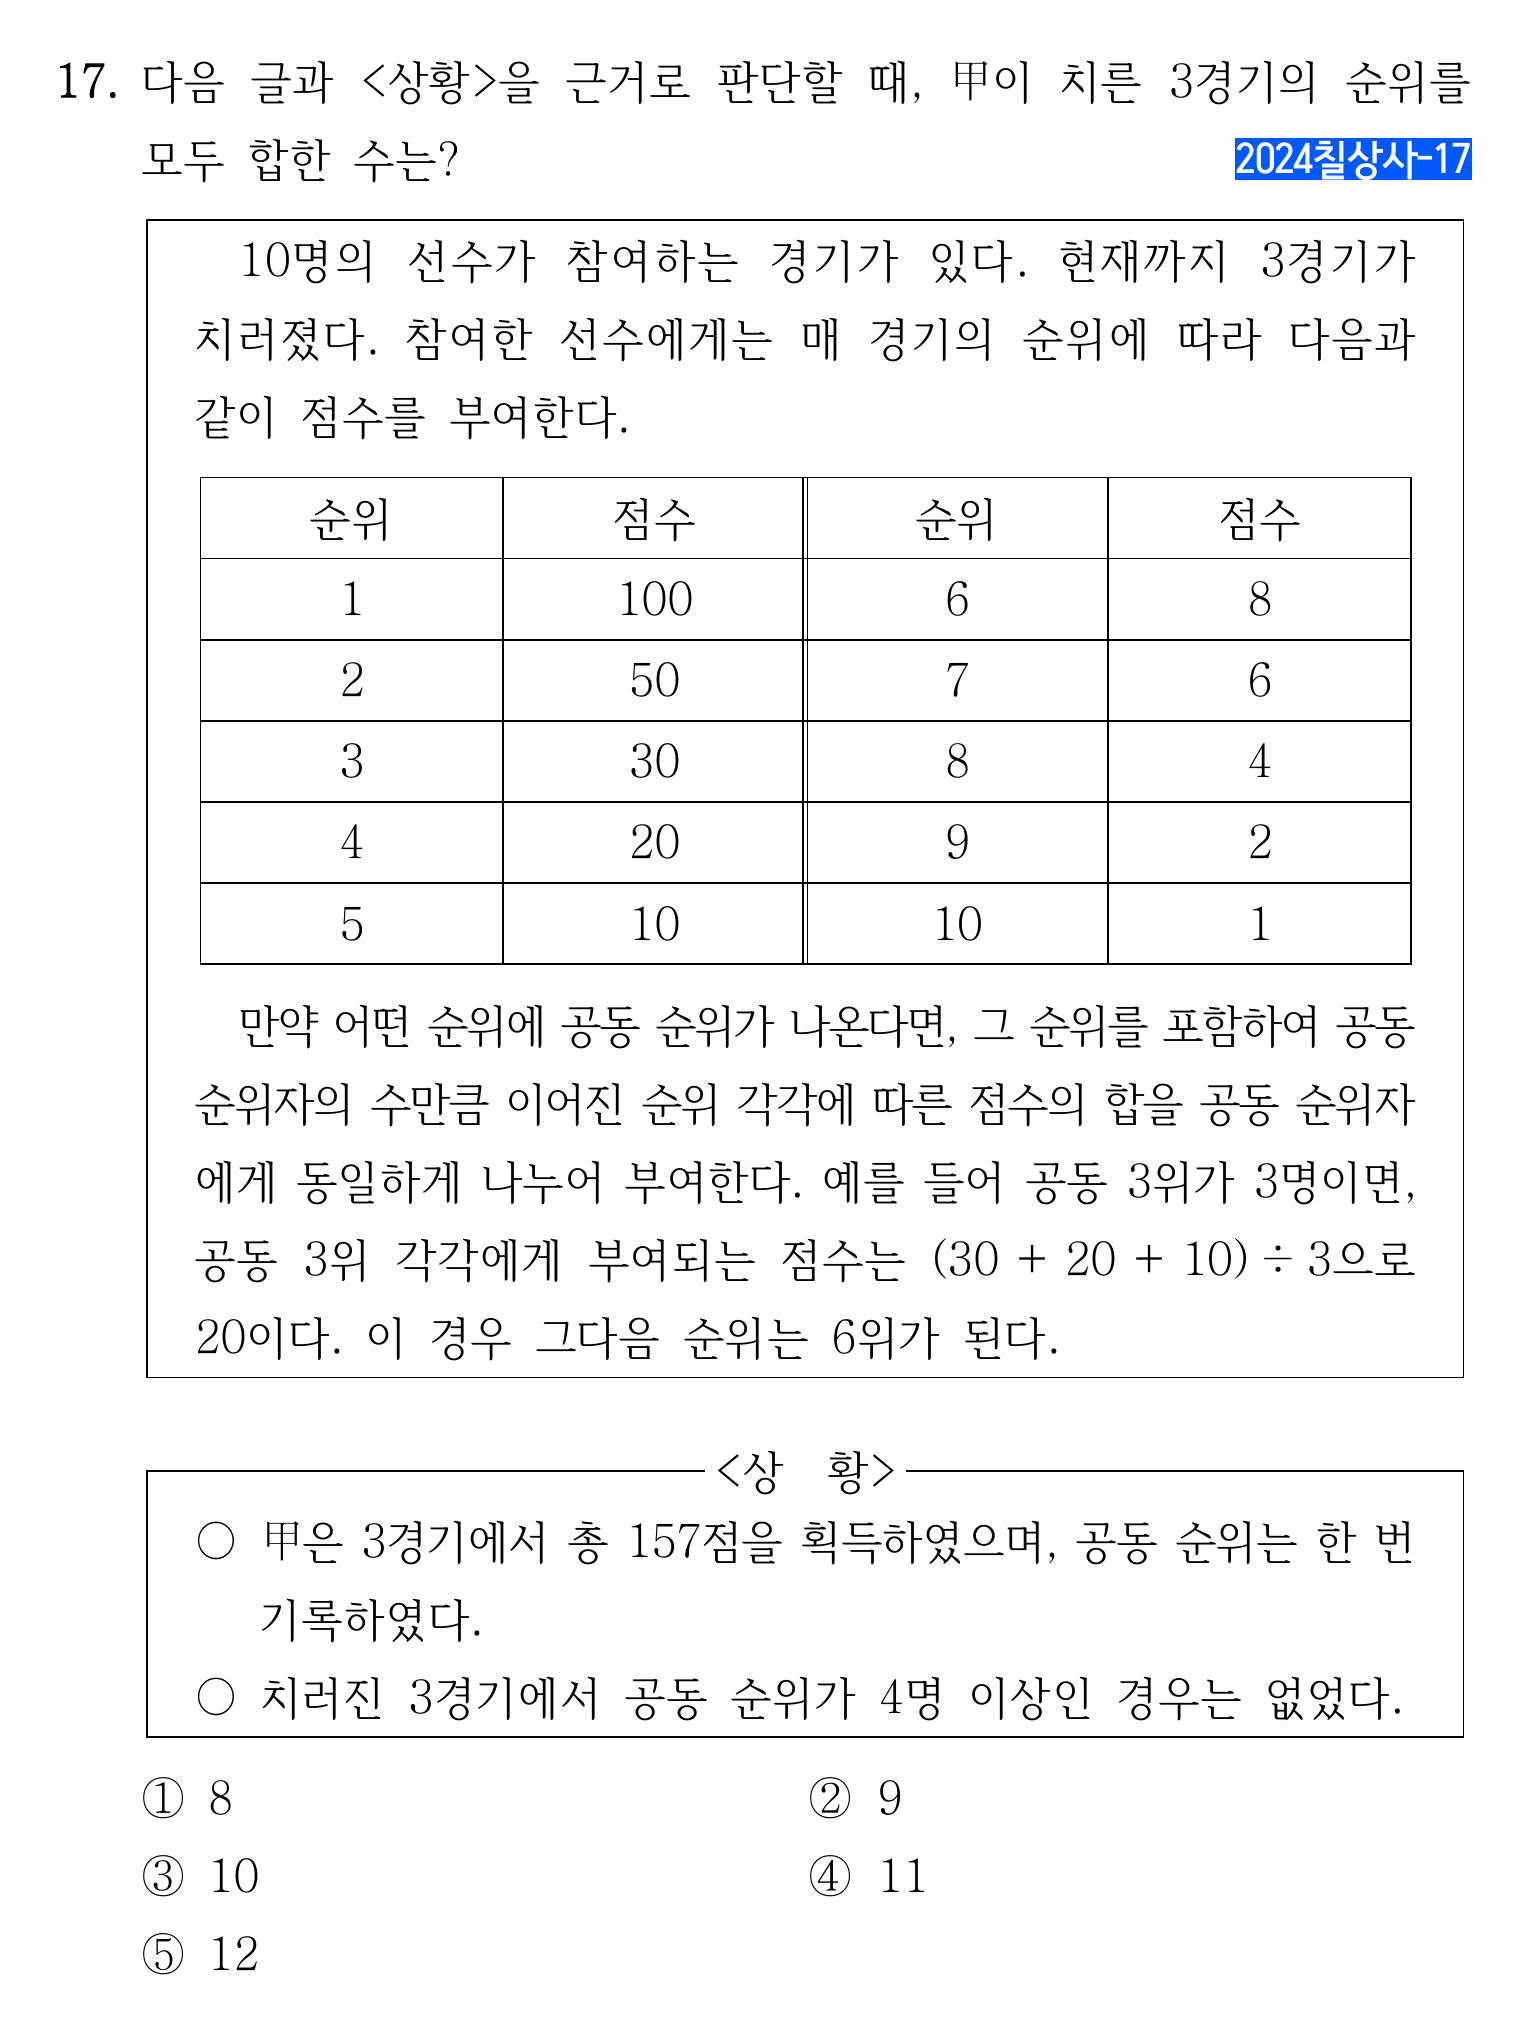 17. 다음 글과 <상황>을 근거로 판단할 때, 甲이 치른 3경기의 순위를
모두 합한 수는?
2024칠상사-17
10명의 선수가 참여하는 경기가 있다. 현재까지 3경기가
치러졌다. 참여한 선수에게는 매 경기의 순위에 따라 다음과
같이 점수를 부여한다.
순위 점수 순위 점수
1 100 6 8
2 50 7 6
3 30 8 4
4 20 9 2
5 10 10 1
만약 어떤 순위에 공동 순위가 나온다면, 그 순위를 포함하여 공동
순위자의 수만큼 이어진 순위 각각에 따른 점수의 합을 공동 순위자
에게 동일하게 나누어 부여한다. 예를 들어 공동 3위가 3명이면,
공동 3위 각각에게 부여되는 점수는 (30 + 20 + 10) ÷ 3으로
20이다. 이 경우 그다음 순위는 6위가 된다.
<상 황>
○ 甲은 3경기에서 총 157점을 획득하였으며, 공동 순위는 한 번
기록하였다.
○ 치러진 3경기에서 공동 순위가 4명 이상인 경우는 없었다.
① 8
② 9
③ 10
④ 11
⑤ 12